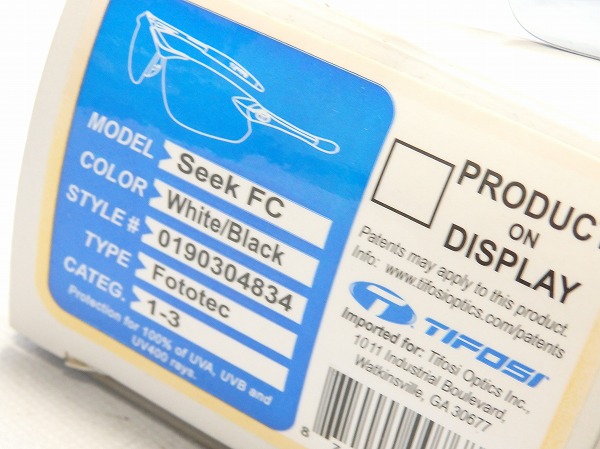 MODEL Seek FC
COLOR White/Black
STYLE # 0190304834
TYPE Fototec
CATEG. 1-3
Protection for 100% of UVA, UVB and
UV400 rays.
PRODUCT
ON
DISPLAY
Patents may apply to this product.
Info: www.tifosioptics.com/patents
TIFOSI
Imported for: Tifosi Optics Inc.,
1011 Industrial Boulevard,
Watkinsville, GA 30677
8